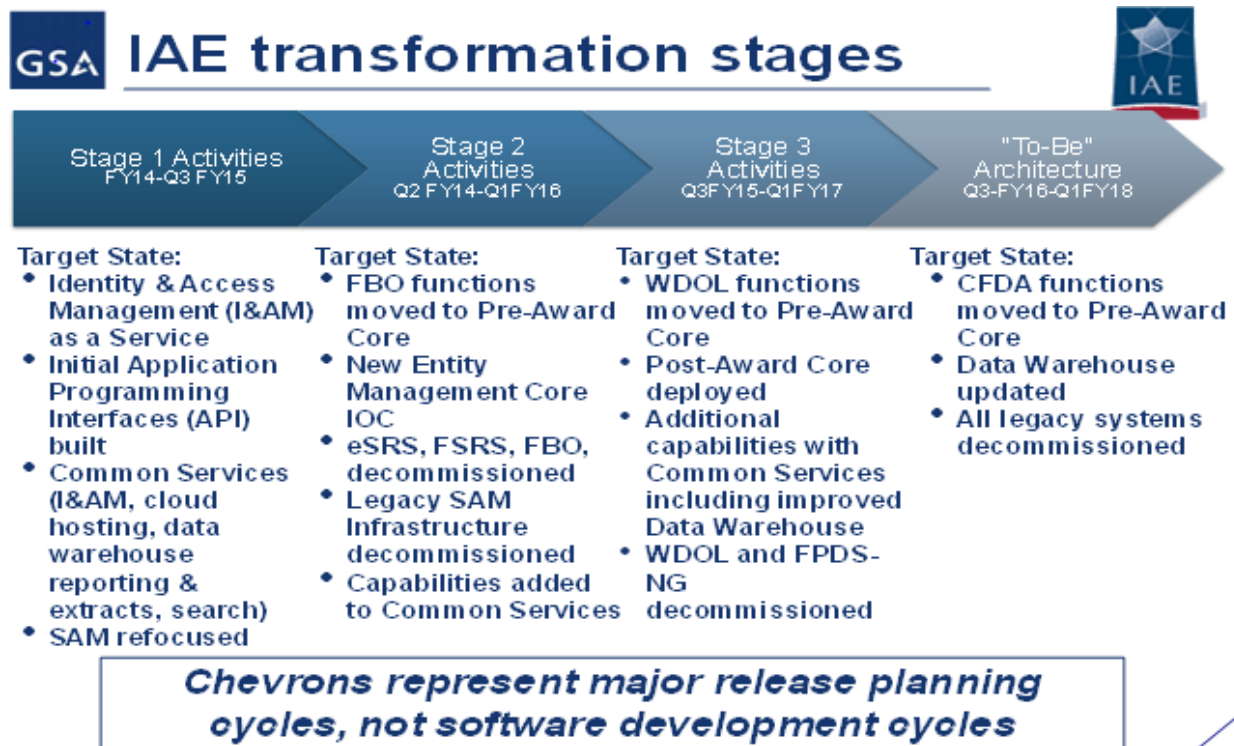 GSA
IAE transformation stages
IAE
Stage 1 Activities
FY14-Q3 FY15
Stage 2
Activities
Q2 FY14-Q1FY16
Stage 3
Activities
Q3FY15-Q1FY17
"To-Be"
Architecture
Q3-FY16-Q1FY18
Target State:
• Identity & Access
Management (I&AM)
as a Service
• Initial Application
Programming
Interfaces (API)
built
• Common Services
(I&AM, cloud
hosting, data
warehouse
reporting &
extracts, search)
• SAM refocused
Target State:
• FBO functions
moved to Pre-Award
Core
• New Entity
Management Core
IOC
• eSRS, FSRS, FBO,
decommissioned
• Legacy SAM
Infrastructure
decommissioned
• Capabilities added
to Common Services
Target State:
• WDOL functions
moved to Pre-Award
Core
• Post-Award Core
deployed
• Additional
capabilities with
Common Services
including improved
Data Warehouse
• WDOL and FPDS-
NG
decommissioned
Target State:
• CFDA functions
moved to Pre-Award
Core
• Data Warehouse
updated
• All legacy systems
decommissioned
Chevrons represent major release planning
cycles, not software development cycles